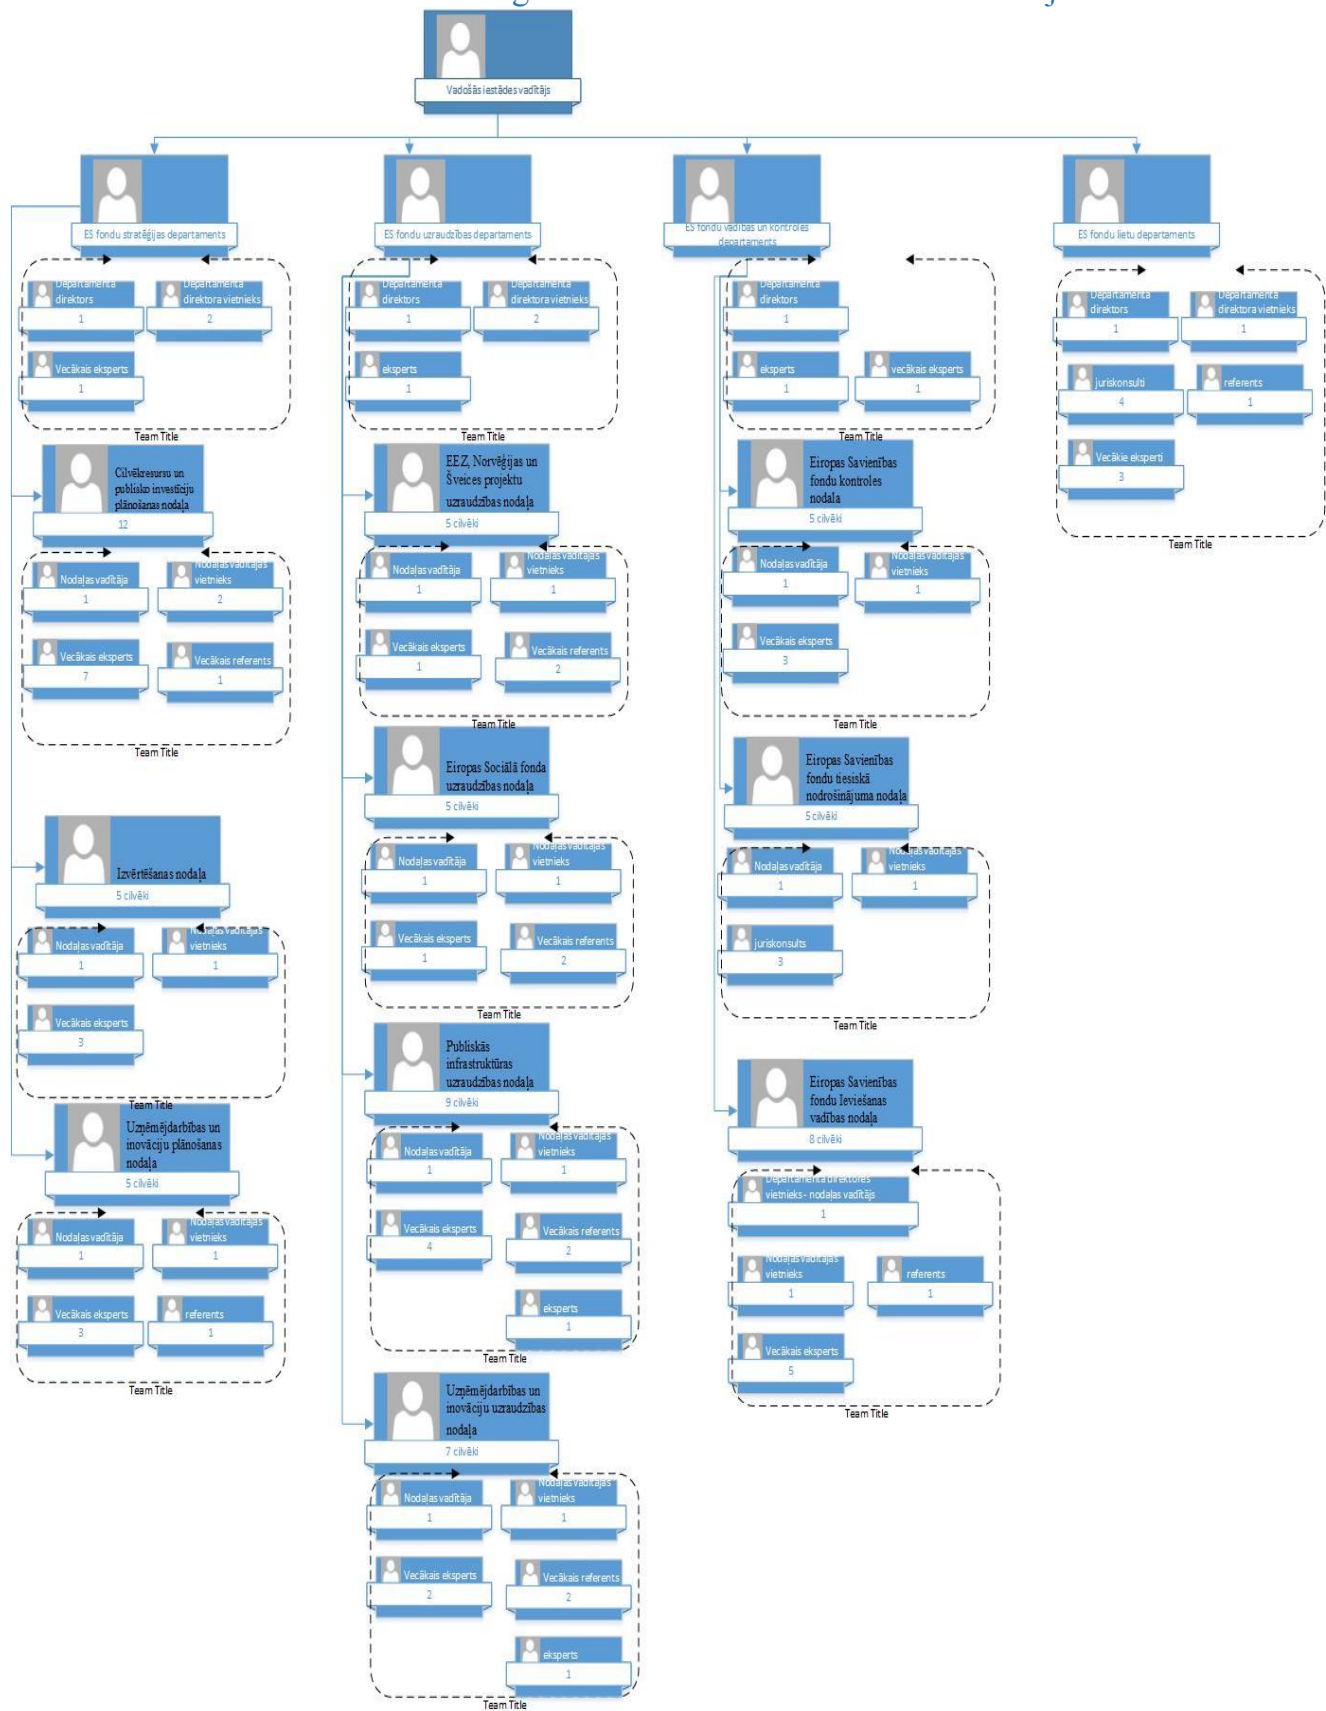 Vadošās iestādes vadītājs
ES fondu stratēģijas departaments
Departamenta
direktors
1
Departamenta
direktora vietnieks
2
Vecākais eksperts
1
Team Title
Cilvēkresursu un
publisko investīciju
plānošanas nodaļa
12
Nodaļas vadītāja
1
Nodaļas vadītājas
vietnieks
2
Vecākais eksperts
7
Vecākais referents
1
Team Title
Izvērtēšanas nodaļa
5 cilvēki
Nodaļas vadītāja
1
Nodaļas vadītājas
vietnieks
1
Vecākais eksperts
3
Team Title
Uzņēmējdarbību un
inovāciju plānošanas
nodaļa
5 cilvēki
Nodaļas vadītāja
1
Nodaļas vadītājas
vietnieks
1
Vecākais eksperts
3
referents
1
Team Title
ES fondu uzraudzības departaments
Departamenta
direktors
1
Departamenta
direktora vietnieks
2
eksperts
1
Team Title
EEZ, Norvēģijas un
Šveices projektu
uzraudzības nodaļa
5 cilvēki
Nodaļas vadītāja
1
Nodaļas vadītājas
vietnieks
1
Vecākais eksperts
1
Vecākais referents
2
Team Title
Eiropas Sociālā fonda
uzraudzības nodaļa
5 cilvēki
Nodaļas vadītāja
1
Nodaļas vadītājas
vietnieks
1
Vecākais eksperts
1
Vecākais referents
2
Team Title
Publiskās
infrastruktūras
uzraudzības nodaļa
9 cilvēki
Nodaļas vadītāja
1
Nodaļas vadītājas
vietnieks
1
Vecākais eksperts
4
Vecākais referents
2
eksperts
1
Team Title
Uzņēmējdarbības un
inovāciju uzraudzības
nodaļa
7 cilvēki
Nodaļas vadītāja
1
Nodaļas vadītājas
vietnieks
1
Vecākais eksperts
2
Vecākais referents
2
eksperts
1
Team Title
ES fondu vadības un kontroles
departaments
Departamenta
direktors
1
eksperts
1
vecākais eksperts
1
Team Title
Eiropas Savienības
fondu kontroles
nodala
5 cilvēki
Nodaļas vadītāja
1
Nodaļas vadītājas
vietnieks
1
Vecākais eksperts
3
Team Title
Eiropas Savienības
fondu tiesiskā
nodrošinājuma nodaļa
5 cilvēki
Nodaļas vadītāja
1
Nodaļas vadītājas
vietnieks
1
juriskonsults
3
Team Title
Eiropas Savienības
fondu Ieviešanas
vadības nodaļa
8 cilvēki
Departamenta direktores
vietnieks - nodaļas vadītājs
1
Nodaļas vadītājas
vietnieks
1
referents
1
Vecākais eksperts
5
Team Title
ES fondu lietu departaments
Departamenta
direktors
1
Departamenta
direktora vietnieks
1
juriskonsulti
4
referents
1
Vecākie eksperti
3
Team Title